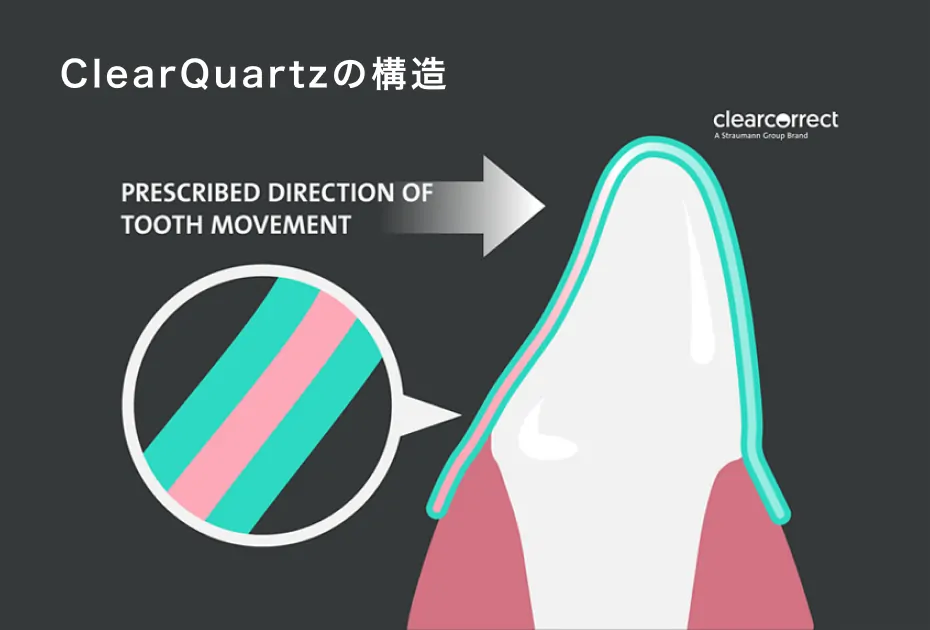 ClearQuartzの構造
clearcorrect
A Straumann Group Brand
PRESCRIBED DIRECTION OF
TOOTH MOVEMENT